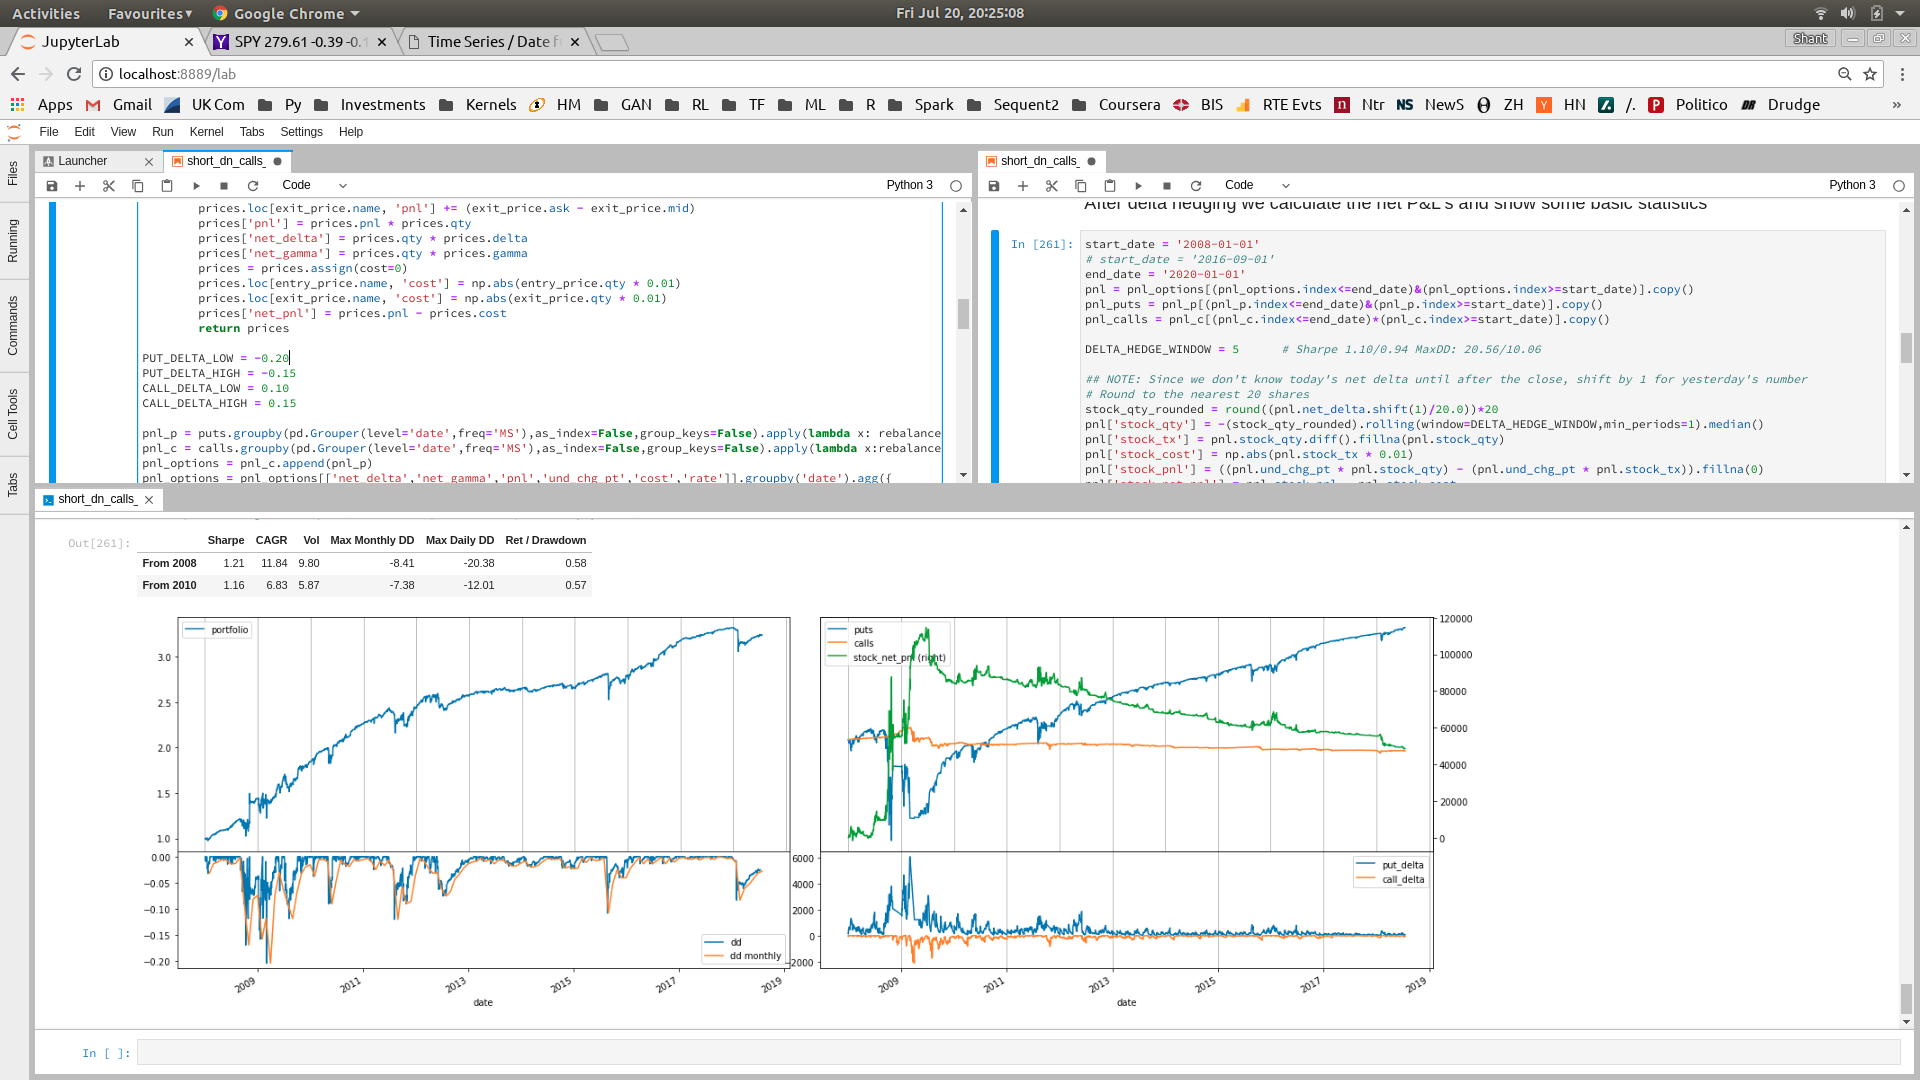 Activities Favourites▾ Google Chrome ▾ Fri Jul 20, 20:25:08
JupyterLab × SPY 279.61 -0.39 -0.1 × Time Series / Date f × Shant
localhost:8889/lab
Apps Gmail UK Com Py Investments Kernels HM GAN RL TF ML R Spark Sequent2 Coursera BIS RTE Evts Ntr NewS ZH HN /. Politico Drudge »
File Edit View Run Kernel Tabs Settings Help
Files
Running
Commands
Cell Tools
Tabs
Launcher × short_dn_calls_
Code Python 3
prices.loc[exit_price.name, 'pnl'] += (exit_price.ask - exit_price.mid)
prices['pnl'] = prices.pnl * prices.qty
prices['net_delta'] = prices.qty * prices.delta
prices['net_gamma'] = prices.qty * prices.gamma
prices = prices.assign(cost=0)
prices.loc[entry_price.name, 'cost'] = np.abs(entry_price.qty * 0.01)
prices.loc[exit_price.name, 'cost'] = np.abs(exit_price.qty * 0.01)
prices['net_pnl'] = prices.pnl - prices.cost
return prices
PUT_DELTA_LOW = -0.20
PUT_DELTA_HIGH = -0.15
CALL_DELTA_LOW = 0.10
CALL_DELTA_HIGH = 0.15
pnl_p = puts.groupby(pd.Grouper(level='date',freq='MS'),as_index=False,group_keys=False).apply(lambda x: rebalance
pnl_c = calls.groupby(pd.Grouper(level='date',freq='MS'),as_index=False,group_keys=False).apply(lambda x:rebalance
pnl_options = pnl_c.append(pnl_p)
pnl_options = pnl_options[['net_delta','net_gamma','pnl','und_chg_pt','cost','rate']].groupby('date').agg({
short_dn_calls_
Code Python 3
After delta hedging we calculate the net P&L's and show some basic statistics
In [261]:
start_date = '2008-01-01'
# start_date = '2016-09-01'
end_date = '2020-01-01'
pnl = pnl_options[(pnl_options.index<=end_date)&(pnl_options.index>=start_date)].copy()
pnl_puts = pnl_p[(pnl_p.index<=end_date)&(pnl_p.index>=start_date)].copy()
pnl_calls = pnl_c[(pnl_c.index<=end_date)*(pnl_c.index>=start_date)].copy()
DELTA_HEDGE_WINDOW = 5 # Sharpe 1.10/0.94 MaxDD: 20.56/10.06
## NOTE: Since we don't know today's net delta until after the close, shift by 1 for yesterday's number
# Round to the nearest 20 shares
stock_qty_rounded = round((pnl.net_delta.shift(1)/20.0))*20
pnl['stock_qty'] = -(stock_qty_rounded).rolling(window=DELTA_HEDGE_WINDOW,min_periods=1).median()
pnl['stock_tx'] = pnl.stock_qty.diff().fillna(pnl.stock_qty)
pnl['stock_cost'] = np.abs(pnl.stock_tx * 0.01)
pnl['stock_pnl'] = ((pnl.und_chg_pt * pnl.stock_qty) - (pnl.und_chg_pt * pnl.stock_tx)).fillna(0)
short_dn_calls_ ×
Out[261]:
Sharpe CAGR Vol Max Monthly DD Max Daily DD Ret / Drawdown
From 2008 1.21 11.84 9.80 -8.41 -20.38 0.58
From 2010 1.16 6.83 5.87 -7.38 -12.01 0.57
portfolio
3.0
2.5
2.0
1.5
1.0
0.00
−0.05
−0.10
−0.15
−0.20
dd
dd monthly
2009 2011 2013 2015 2017 2019
date
puts
calls
stock_net_pnl (right)
120000
100000
80000
60000
40000
20000
0
6000
4000
2000
0
2000
put_delta
call_delta
2009 2011 2013 2015 2017 2019
date
In [ ]: